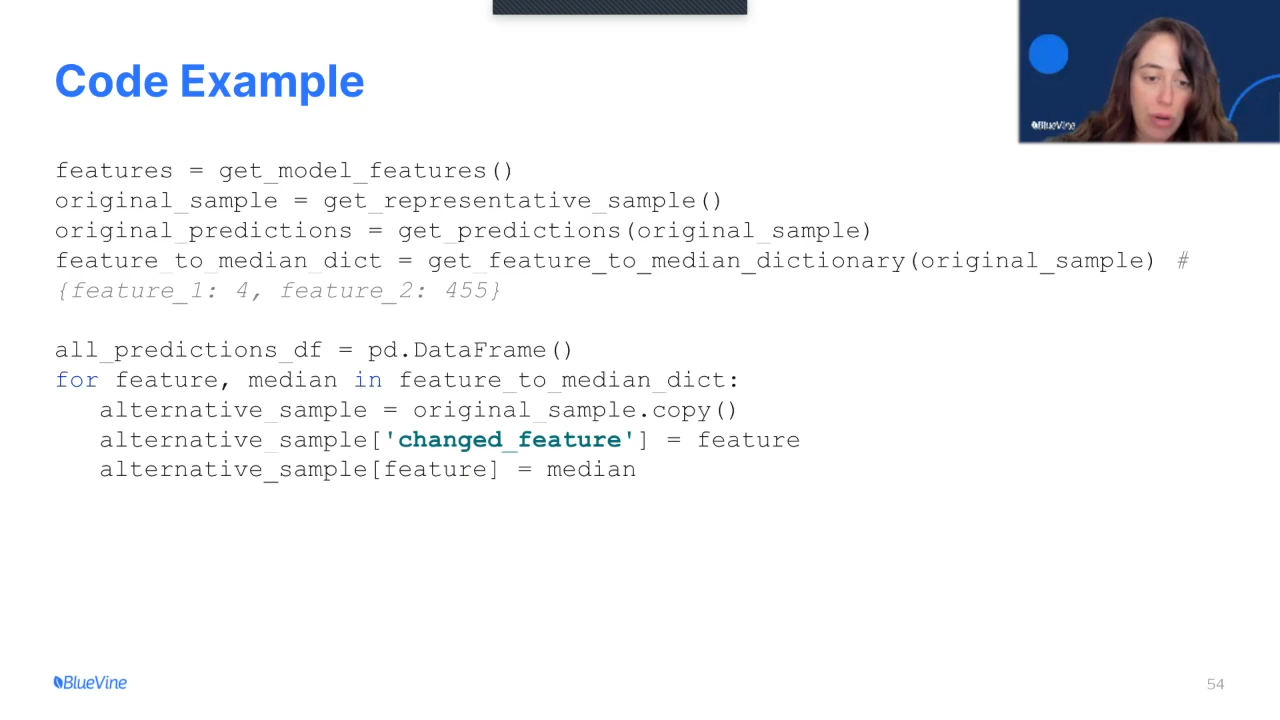 Code Example
BlueVine
features = get_model_features()
original_sample = get_representative_sample()
original_predictions = get_predictions(original_sample)
feature_to_median_dict = get_feature_to_median_dictionary(original_sample) #
{feature_1: 4, feature_2: 455}
all_predictions_df = pd.DataFrame()
for feature, median in feature_to_median_dict:
    alternative_sample = original_sample.copy()
    alternative_sample['changed_feature'] = feature
    alternative_sample[feature] = median
BlueVine
54